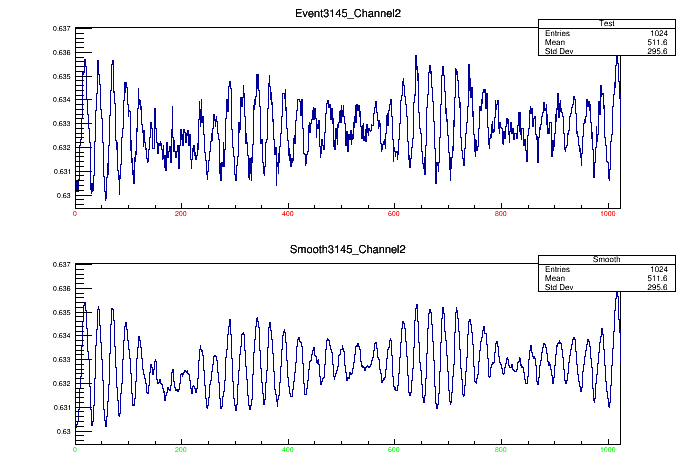 Event3145_Channel2
Test
Entries 1024
Mean 511.6
Std Dev 295.6
0.637
0.636
0.635
0.634
0.633
0.632
0.631
0.63
0 200 400 600 800 1000
Smooth3145_Channel2
Smooth
Entries 1024
Mean 511.6
Std Dev 295.6
0.637
0.636
0.635
0.634
0.633
0.632
0.631
0.63
0 200 400 600 800 1000